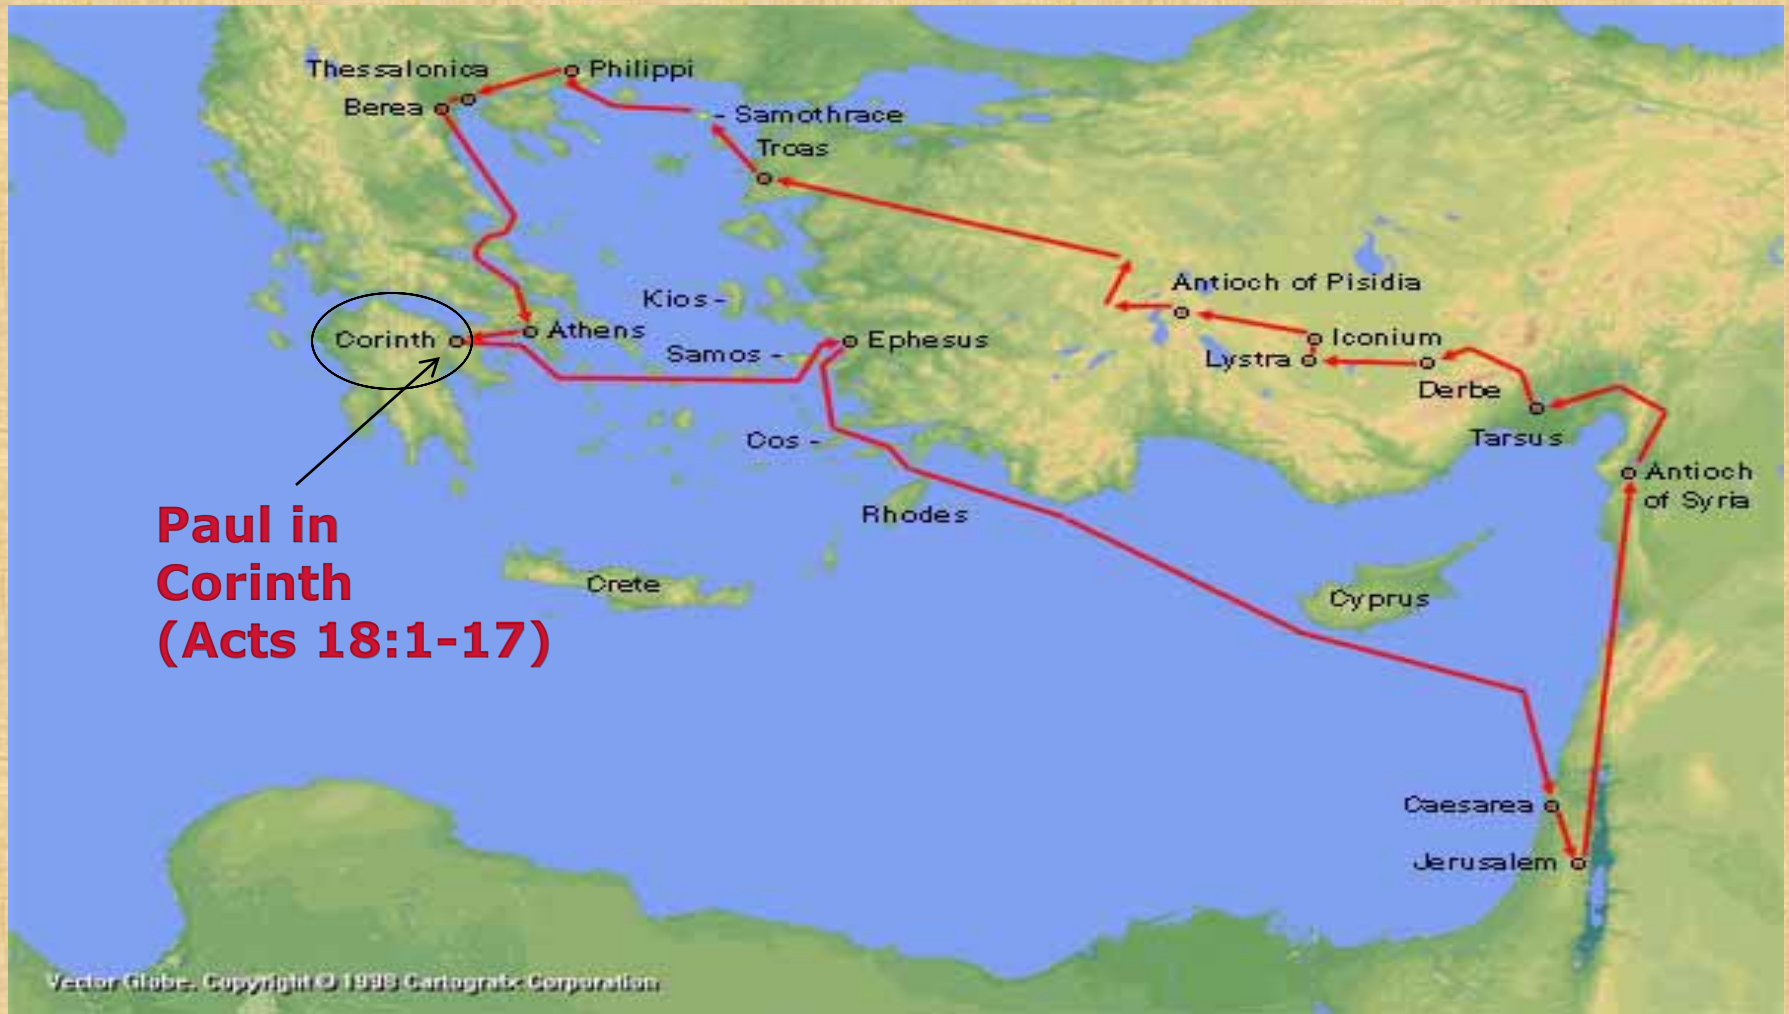 Thessalonica
Philippi
Berea
- Samothrace
Troas
Kios -
Antioch of Pisidia
Corinth
Athens
Samos -
Ephesus
Iconium
Lystra
Derbe
Cos -
Tarsus
Antioch
of Syria
Rhodes
Paul in
Corinth
(Acts 18:1-17)
Crete
Cyprus
Caesarea
Jerusalem
Vector Globe. Copyright © 1998 Cartografx Corporation